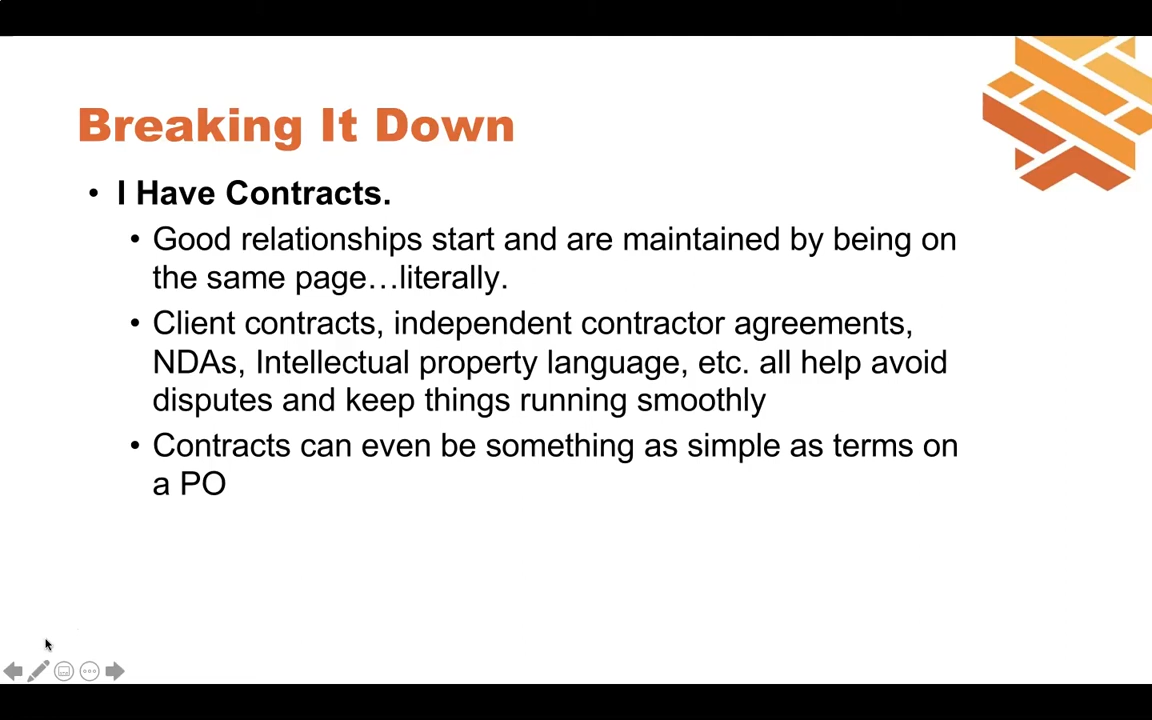 Breaking It Down
• I Have Contracts.
• Good relationships start and are maintained by being on
the same page…literally.
• Client contracts, independent contractor agreements,
NDAs, Intellectual property language, etc. all help avoid
disputes and keep things running smoothly
• Contracts can even be something as simple as terms on
a PO